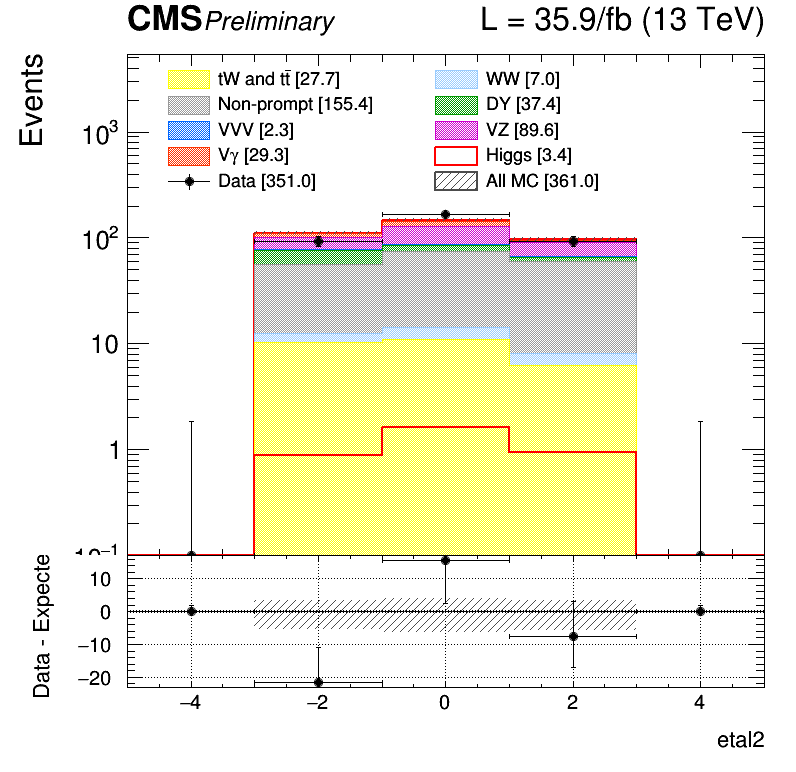 CMS Preliminary L = 35.9/fb (13 TeV)
Events
tW and tt̄ [27.7] WW [7.0]
Non-prompt [155.4] DY [37.4]
VVV [2.3] VZ [89.6]
Vγ [29.3] Higgs [3.4]
Data [351.0] All MC [361.0]
10³
10²
10
1
Data - Expecte
10
0
−10
−20
−4 −2 0 2 4
etal2